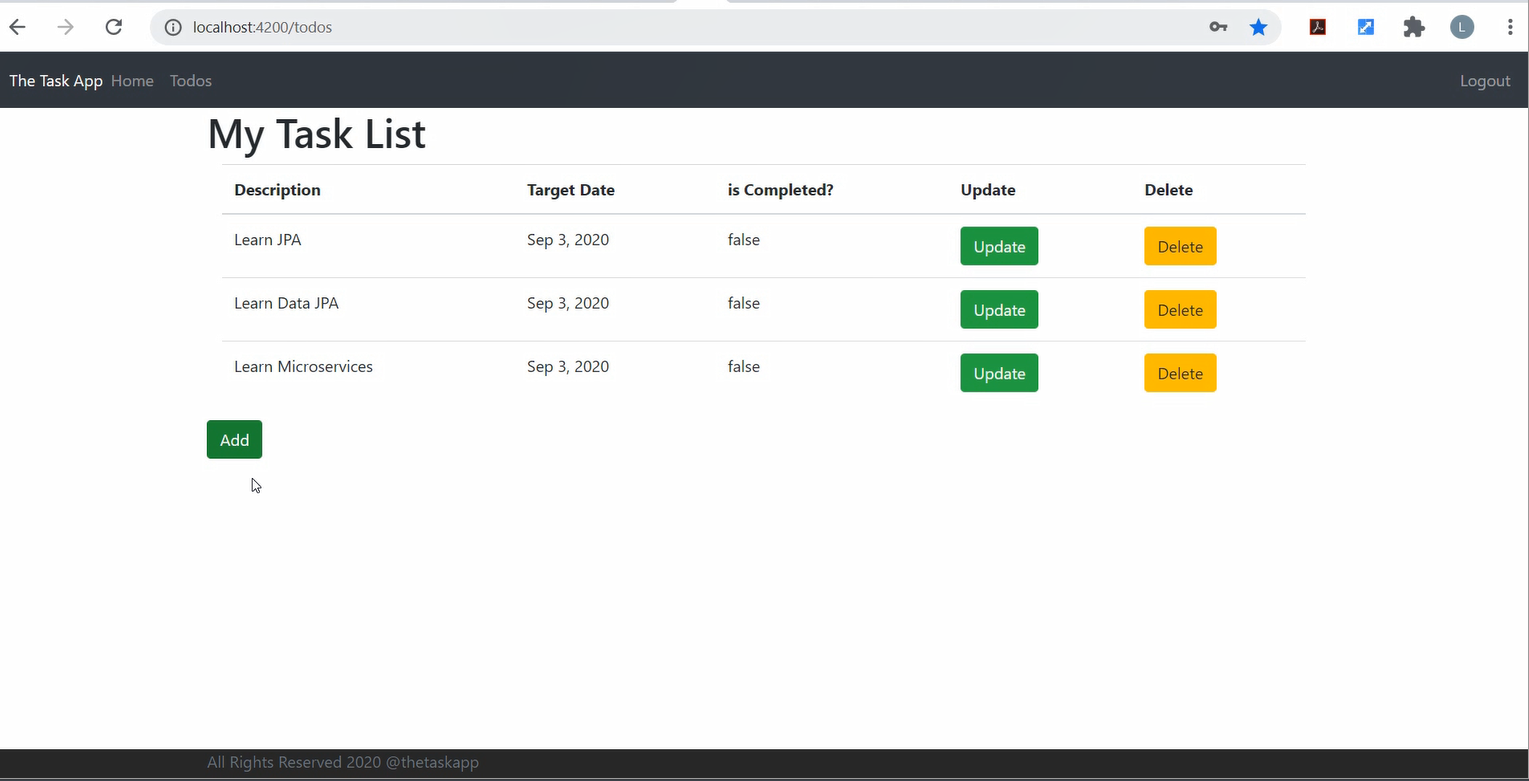 localhost:4200/todos
L
The Task App Home Todos Logout
My Task List
Description Target Date is Completed? Update Delete
Learn JPA Sep 3, 2020 false Update Delete
Learn Data JPA Sep 3, 2020 false Update Delete
Learn Microservices Sep 3, 2020 false Update Delete
Add
All Rights Reserved 2020 @thetaskapp